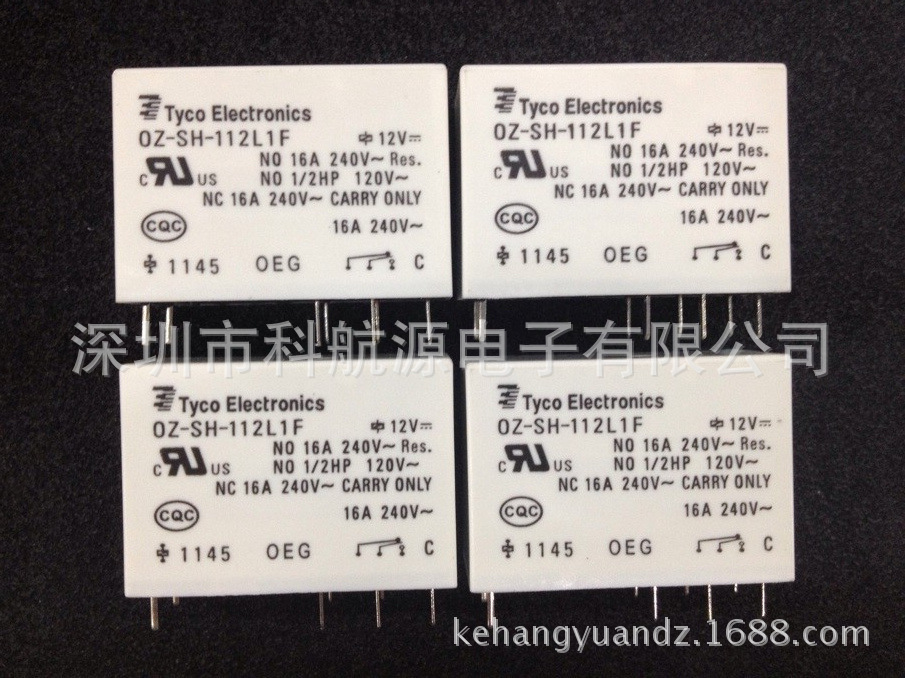 Tyco Electronics
OZ-SH-112L1F 12V
NO 16A 240V~ Res.
c RU US NO 1/2HP 120V~
NC 16A 240V~ CARRY ONLY
CQC 16A 240V~
1145 OEG C
Tyco Electronics
OZ-SH-112L1F 12V
NO 16A 240V~ Res.
c RU US NO 1/2HP 120V~
NC 16A 240V~ CARRY ONLY
CQC 16A 240V~
1145 OEG C
深圳市科航源电子有限公司
Tyco Electronics
OZ-SH-112L1F 12V
NO 16A 240V~ Res.
c RU US NO 1/2HP 120V~
NC 16A 240V~ CARRY ONLY
CQC 16A 240V~
1145 OEG C
Tyco Electronics
OZ-SH-112L1F 12V
NO 16A 240V~ Res.
c RU US NO 1/2HP 120V~
NC 16A 240V~ CARRY ONLY
CQC 16A 240V~
1145 OEG C
kehangyuandz.1688.com